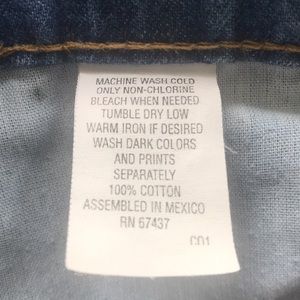 MACHINE WASH COLD
ONLY NON-CHLORINE
BLEACH WHEN NEEDED
TUMBLE DRY LOW
WARM IRON IF DESIRED
WASH DARK COLORS
AND PRINTS
SEPARATELY
100% COTTON
ASSEMBLED IN MEXICO
RN 67437
C01